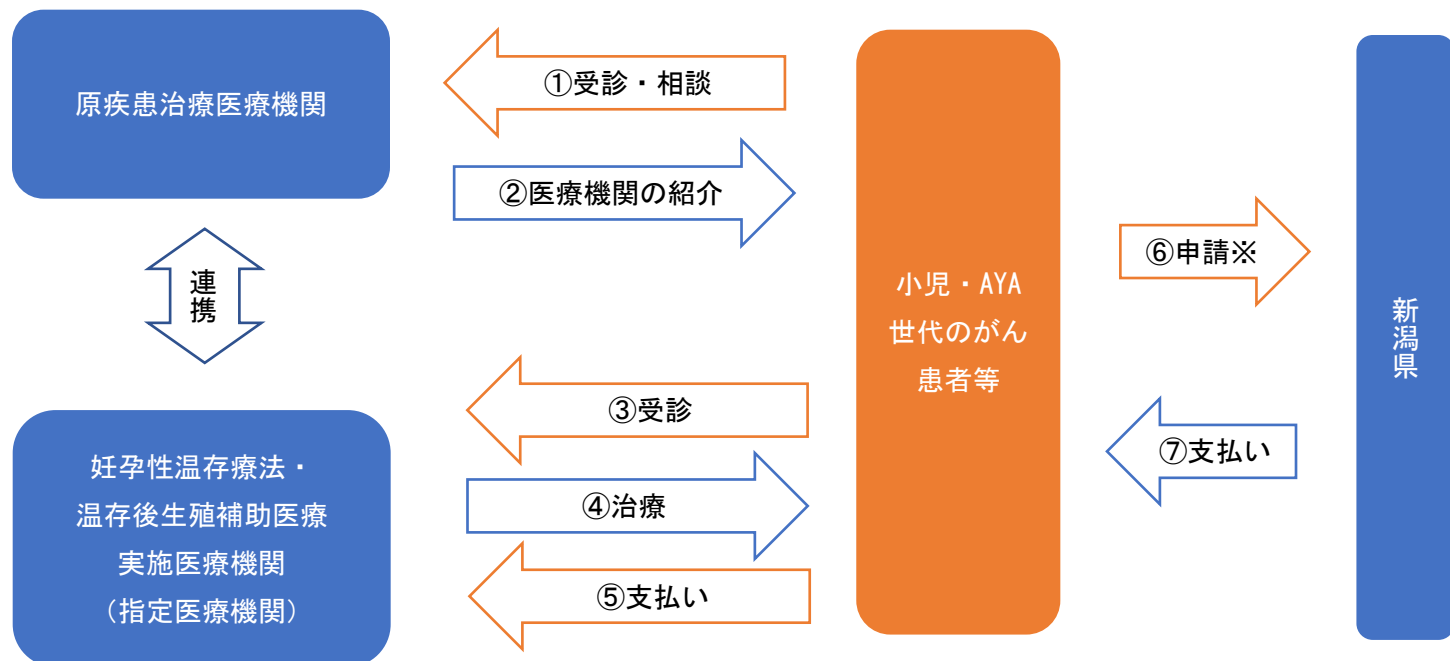 原疾患治療医療機関
①受診・相談
②医療機関の紹介
連携
小児・AYA
世代のがん
患者等
⑥申請※
新潟県
③受診
④治療
⑤支払い
⑦支払い
妊孕性温存療法・
温存後生殖補助医療
実施医療機関
（指定医療機関）